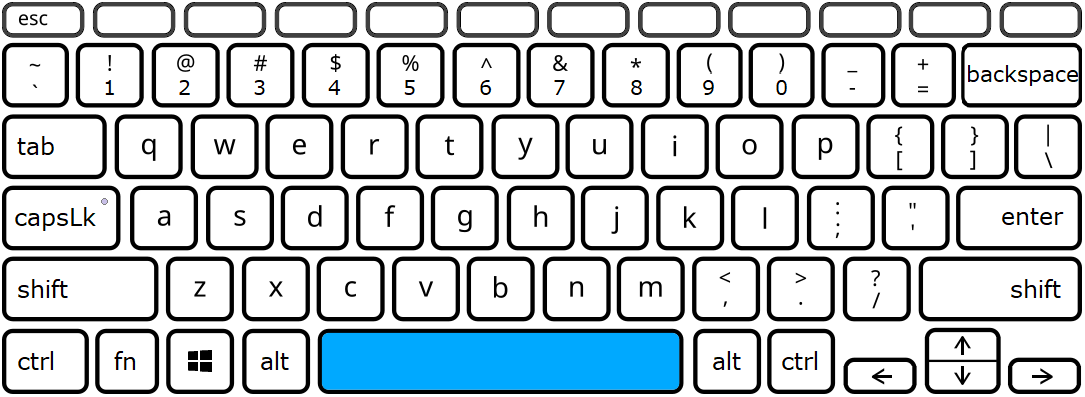 esc
~ ! @ # $ % ^ & * ( ) _ +
` 1 2 3 4 5 6 7 8 9 0 - = backspace
tab q w e r t y u i o p { } |
[ ] \
capsLk a s d f g h j k l : " enter
; '
shift z x c v b n m < > ? shift
, . /
ctrl fn alt alt ctrl ← ↑ ↓ →